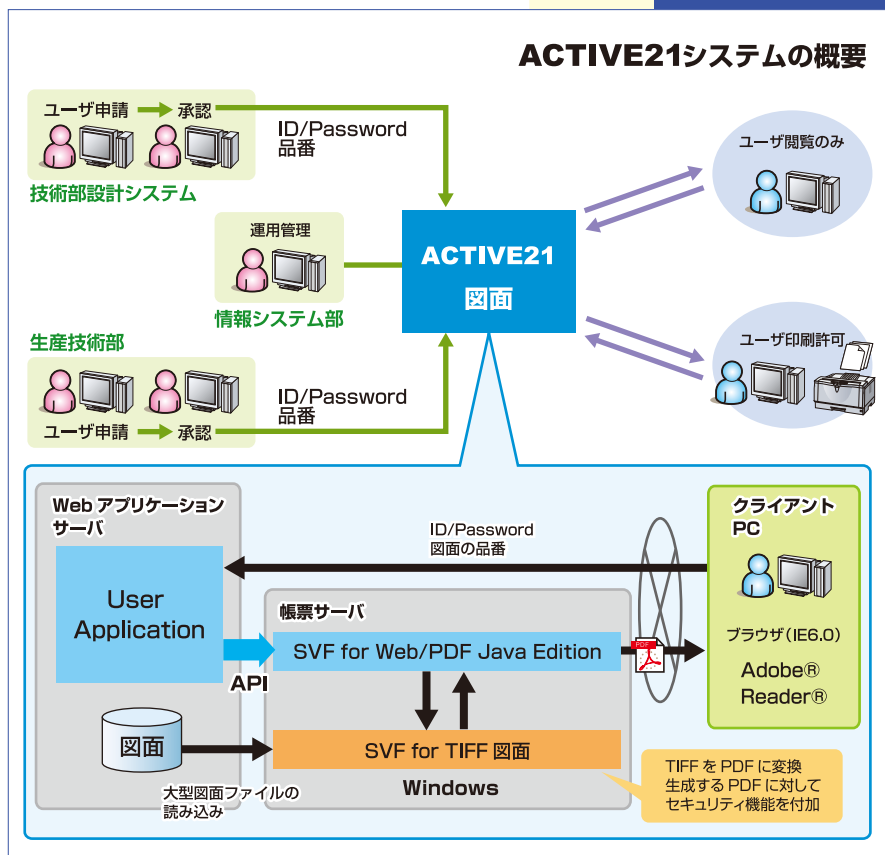 ACTIVE21システムの概要
ユーザ申請
承認
ID/Password
品番
技術部設計システム
運用管理
情報システム部
ACTIVE21
図面
ユーザ閲覧のみ
生産技術部
ユーザ申請
承認
ID/Password
品番
ユーザ印刷許可
Web アプリケーション
サーバ
User
Application
API
図面
大型図面ファイルの
読み込み
ID/Password
図面の品番
帳票サーバ
SVF for Web/PDF Java Edition
SVF for TIFF 図面
Windows
PDF
TIFF を PDF に変換
生成する PDF に対して
セキュリティ機能を付加
クライアント
PC
ブラウザ(IE6.0)
Adobe®
Reader®